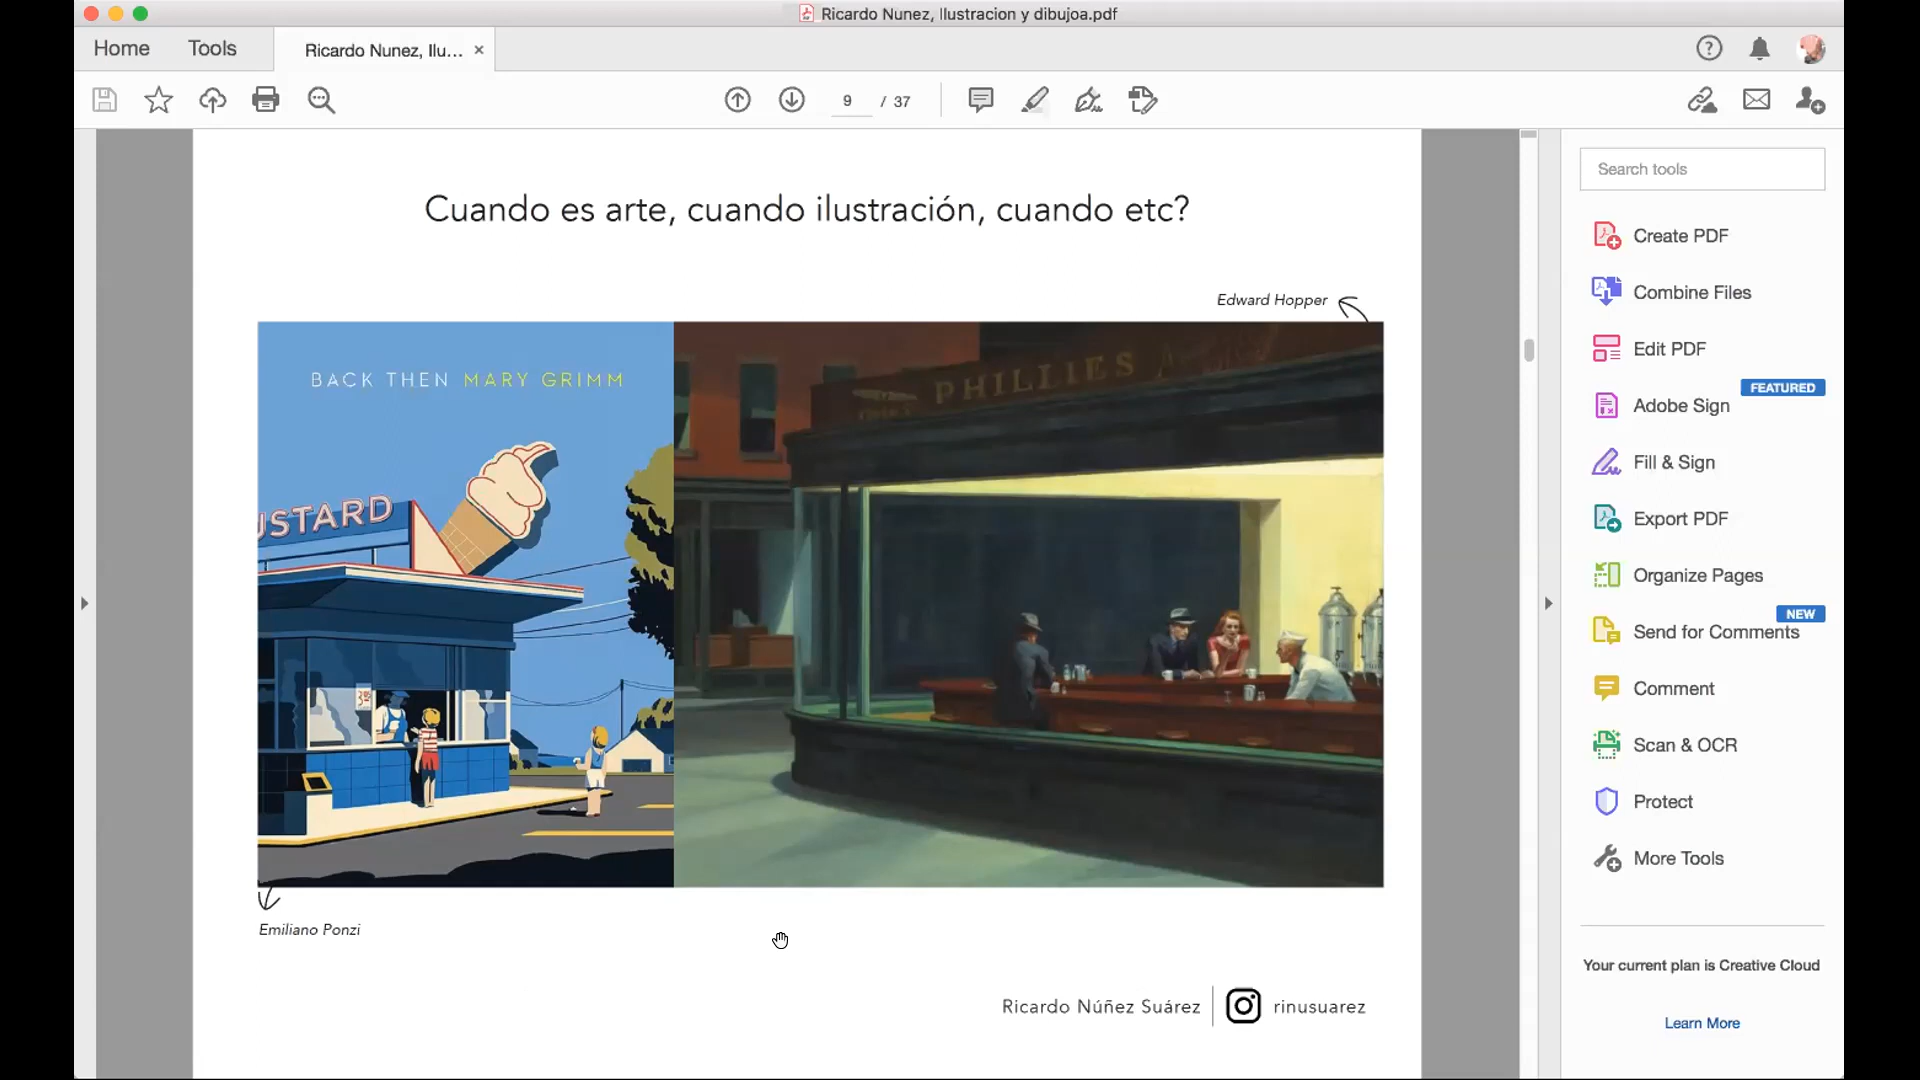 Ricardo Nunez, Ilustracion y dibujoa.pdf
Home
Tools
Ricardo Nunez, Ilu...
9 / 37
Cuando es arte, cuando ilustración, cuando etc?
Edward Hopper
BACK THEN MARY GRIMM
USTARD
PHILLIES
Emiliano Ponzi
Ricardo Núñez Suárez
rinusuarez
Search tools
Create PDF
Combine Files
Edit PDF
FEATURED
Adobe Sign
Fill & Sign
Export PDF
Organize Pages
NEW
Send for Comments
Comment
Scan & OCR
Protect
More Tools
Your current plan is Creative Cloud
Learn More